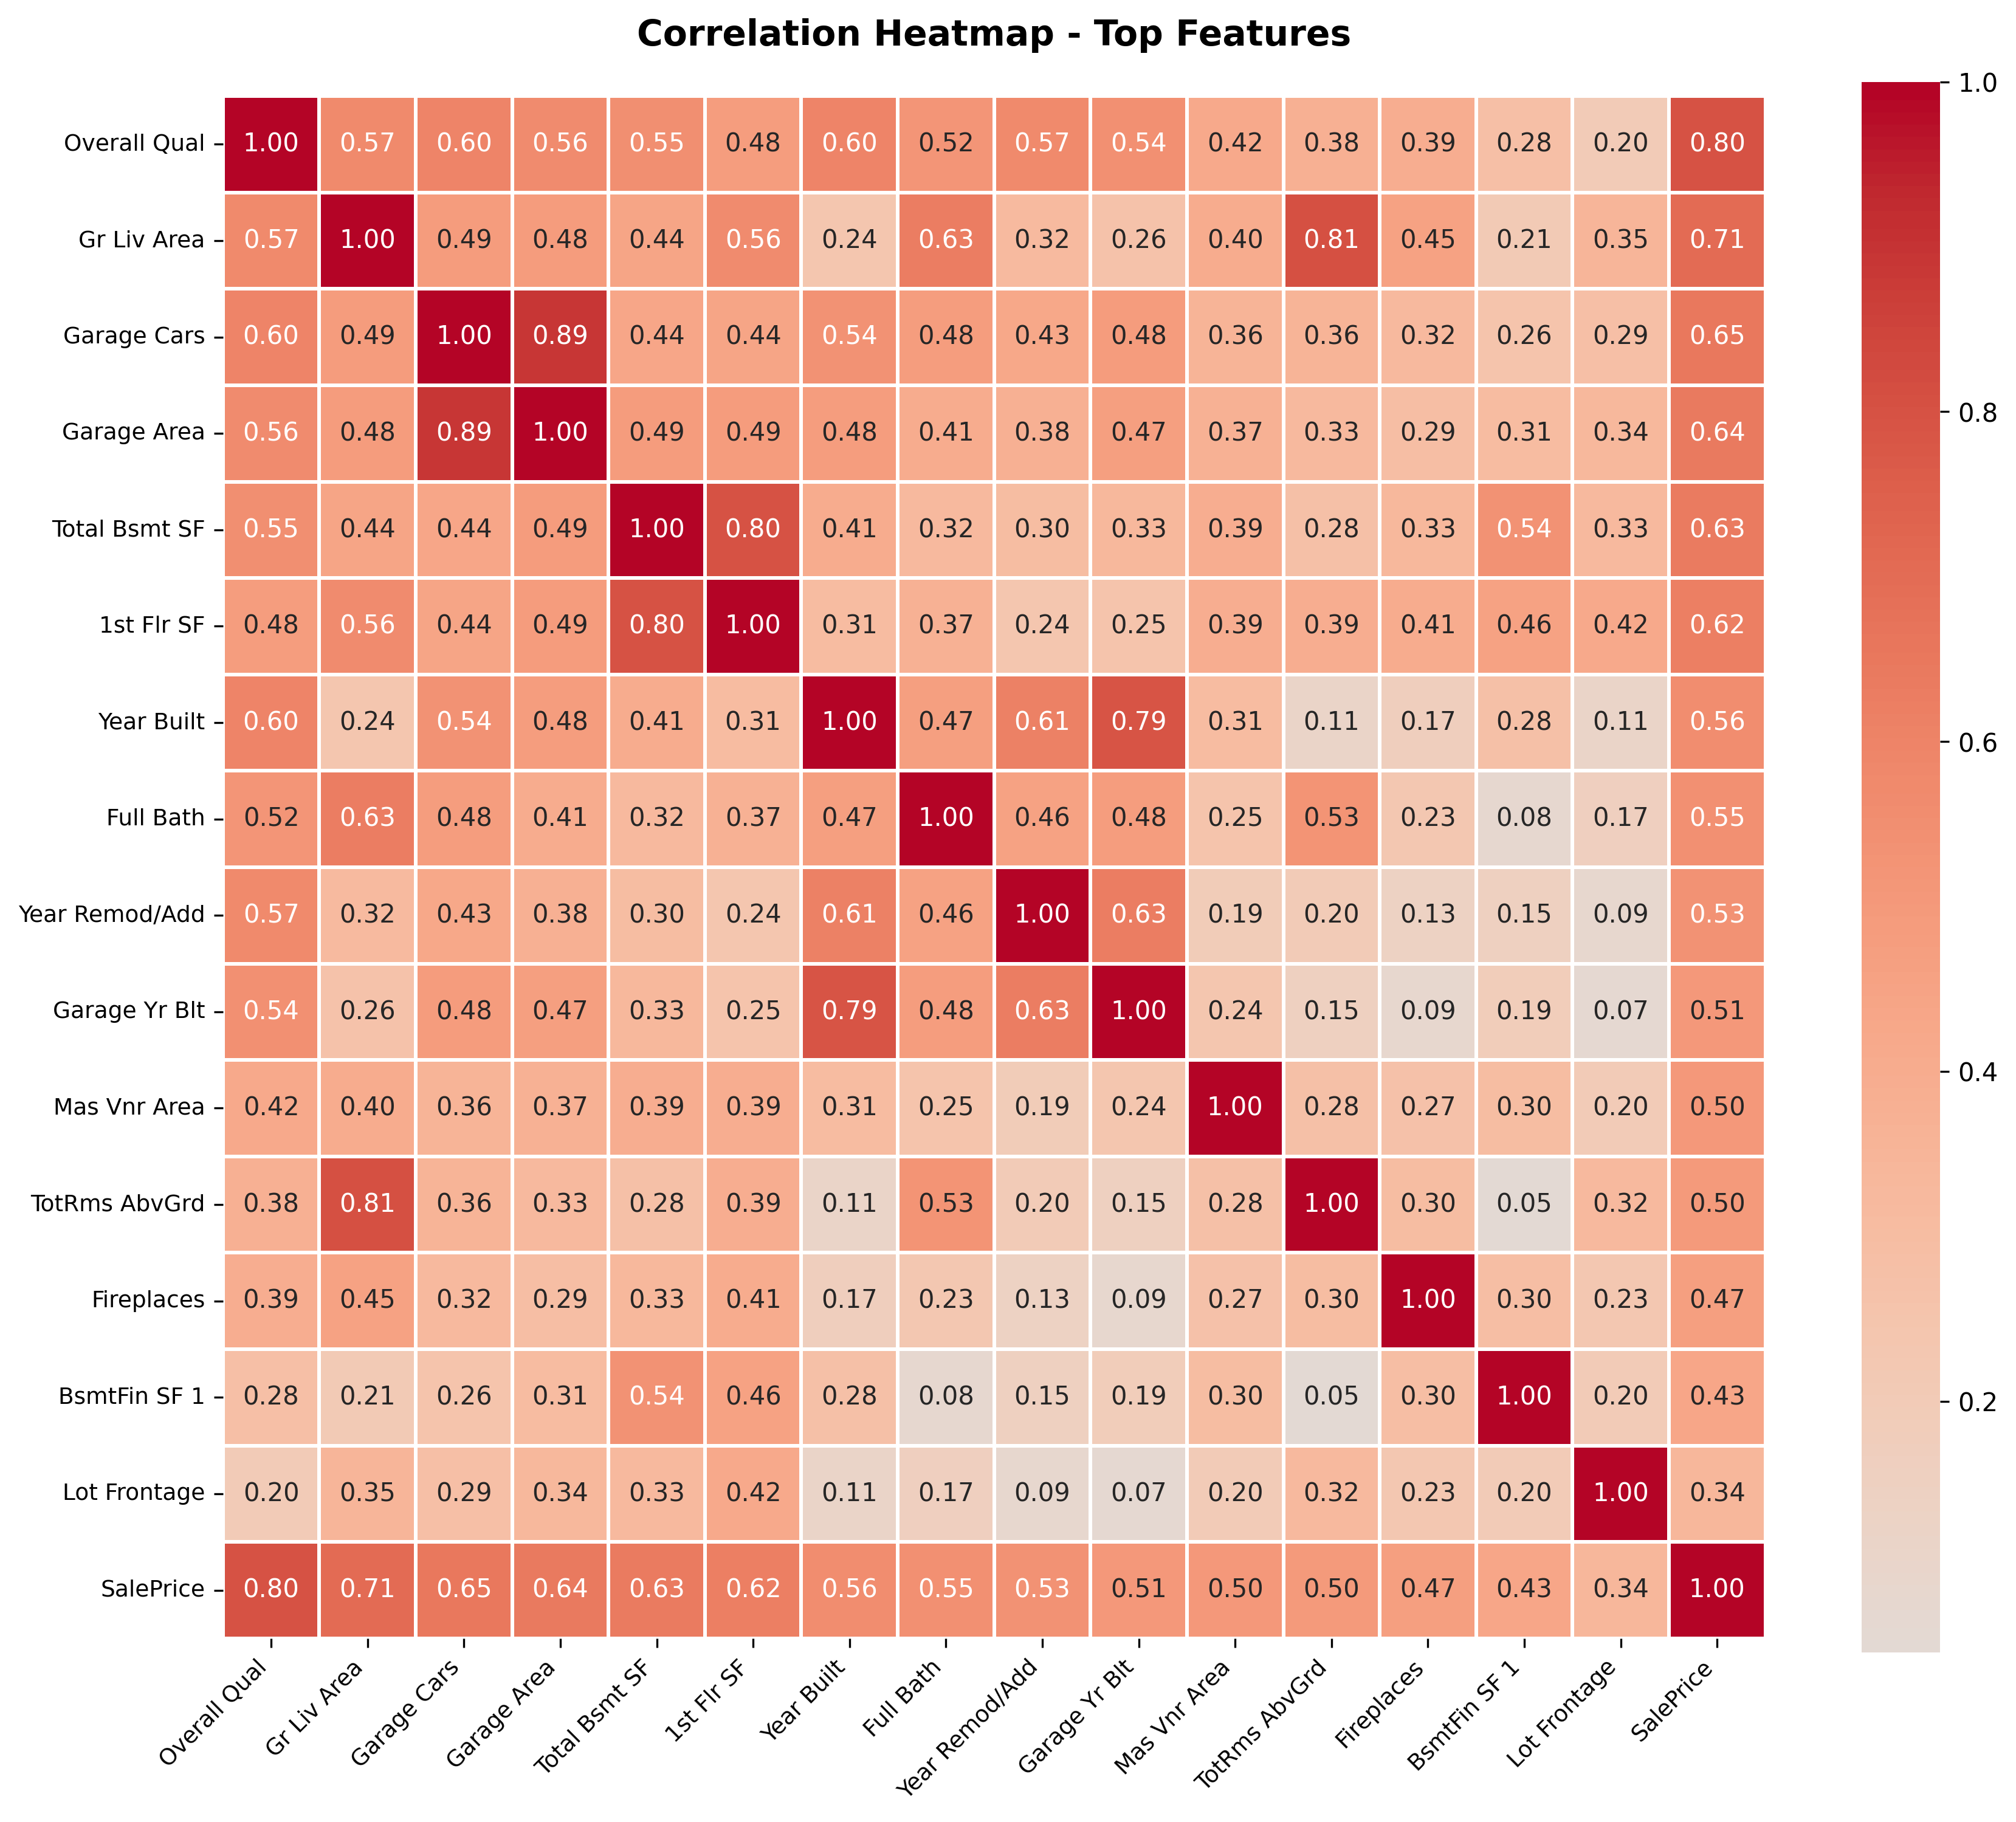 Correlation Heatmap - Top Features
1.0
Overall Qual 1.00 0.57 0.60 0.56 0.55 0.48 0.60 0.52 0.57 0.54 0.42 0.38 0.39 0.28 0.20 0.80
Gr Liv Area 0.57 1.00 0.49 0.48 0.44 0.56 0.24 0.63 0.32 0.26 0.40 0.81 0.45 0.21 0.35 0.71
Garage Cars 0.60 0.49 1.00 0.89 0.44 0.44 0.54 0.48 0.43 0.48 0.36 0.36 0.32 0.26 0.29 0.65
0.8
Garage Area 0.56 0.48 0.89 1.00 0.49 0.49 0.48 0.41 0.38 0.47 0.37 0.33 0.29 0.31 0.34 0.64
Total Bsmt SF 0.55 0.44 0.44 0.49 1.00 0.80 0.41 0.32 0.30 0.33 0.39 0.28 0.33 0.54 0.33 0.63
1st Flr SF 0.48 0.56 0.44 0.49 0.80 1.00 0.31 0.37 0.24 0.25 0.39 0.39 0.41 0.46 0.42 0.62
Year Built 0.60 0.24 0.54 0.48 0.41 0.31 1.00 0.47 0.61 0.79 0.31 0.11 0.17 0.28 0.11 0.56
0.6
Full Bath 0.52 0.63 0.48 0.41 0.32 0.37 0.47 1.00 0.46 0.48 0.25 0.53 0.23 0.08 0.17 0.55
Year Remod/Add 0.57 0.32 0.43 0.38 0.30 0.24 0.61 0.46 1.00 0.63 0.19 0.20 0.13 0.15 0.09 0.53
Garage Yr Blt 0.54 0.26 0.48 0.47 0.33 0.25 0.79 0.48 0.63 1.00 0.24 0.15 0.09 0.19 0.07 0.51
0.4
Mas Vnr Area 0.42 0.40 0.36 0.37 0.39 0.39 0.31 0.25 0.19 0.24 1.00 0.28 0.27 0.30 0.20 0.50
TotRms AbvGrd 0.38 0.81 0.36 0.33 0.28 0.39 0.11 0.53 0.20 0.15 0.28 1.00 0.30 0.05 0.32 0.50
Fireplaces 0.39 0.45 0.32 0.29 0.33 0.41 0.17 0.23 0.13 0.09 0.27 0.30 1.00 0.30 0.23 0.47
BsmtFin SF 1 0.28 0.21 0.26 0.31 0.54 0.46 0.28 0.08 0.15 0.19 0.30 0.05 0.30 1.00 0.20 0.43
0.2
Lot Frontage 0.20 0.35 0.29 0.34 0.33 0.42 0.11 0.17 0.09 0.07 0.20 0.32 0.23 0.20 1.00 0.34
SalePrice 0.80 0.71 0.65 0.64 0.63 0.62 0.56 0.55 0.53 0.51 0.50 0.50 0.47 0.43 0.34 1.00
Overall Qual
Gr Liv Area
Garage Cars
Garage Area
Total Bsmt SF
1st Flr SF
Year Built
Full Bath
Year Remod/Add
Garage Yr Blt
Mas Vnr Area
TotRms AbvGrd
Fireplaces
BsmtFin SF 1
Lot Frontage
SalePrice